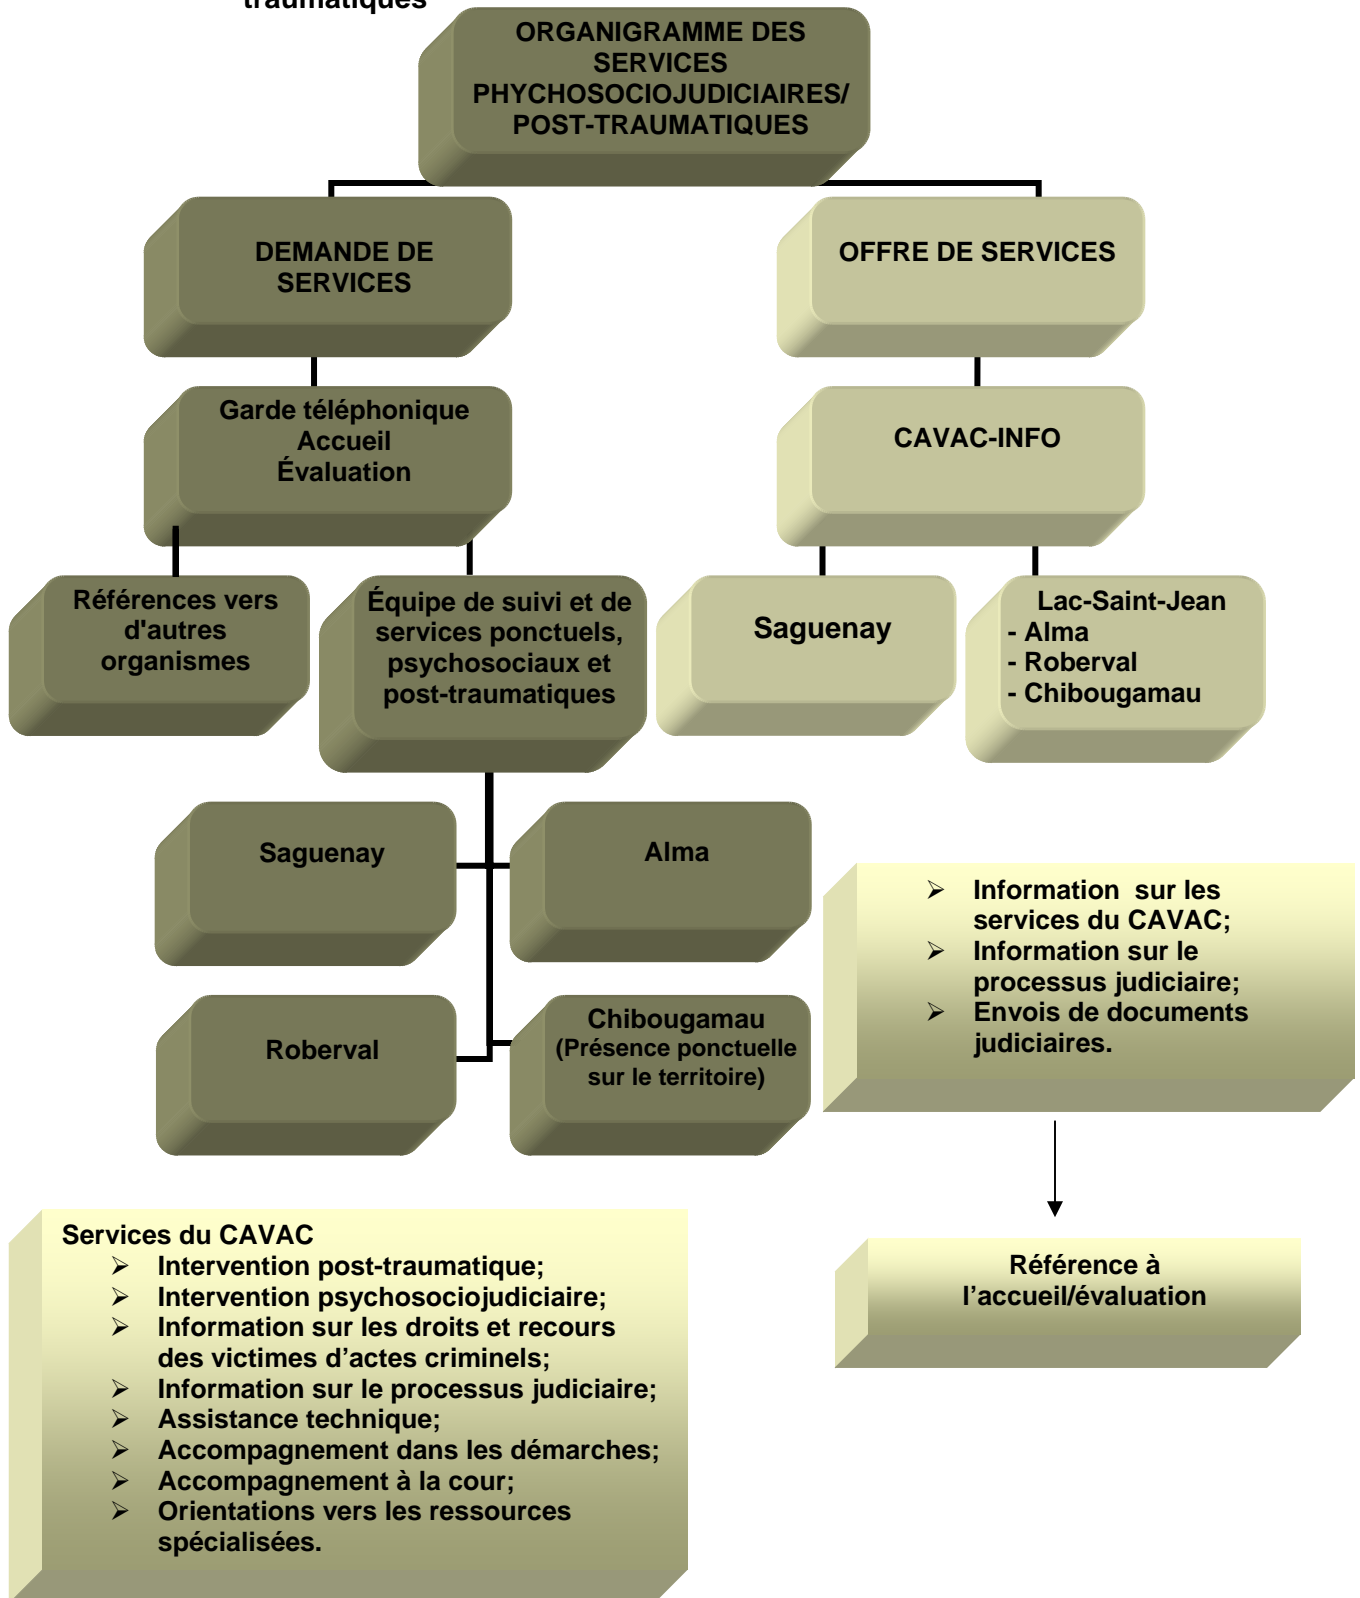 traumatiques
ORGANIGRAMME DES
SERVICES
PHYCHOSOCIOJUDICIAIRES/
POST-TRAUMATIQUES
DEMANDE DE
SERVICES
OFFRE DE SERVICES
Garde téléphonique
Accueil
Évaluation
CAVAC-INFO
Références vers
d'autres
organismes
Équipe de suivi et de
services ponctuels,
psychosociaux et
post-traumatiques
Saguenay
Lac-Saint-Jean
- Alma
- Roberval
- Chibougamau
Saguenay
Alma
Roberval
Chibougamau
(Présence ponctuelle
sur le territoire)
➢ Information sur les
services du CAVAC;
➢ Information sur le
processus judiciaire;
➢ Envois de documents
judiciaires.
Référence à
l’accueil/évaluation
Services du CAVAC
➢ Intervention post-traumatique;
➢ Intervention psychosociojudiciaire;
➢ Information sur les droits et recours
des victimes d’actes criminels;
➢ Information sur le processus judiciaire;
➢ Assistance technique;
➢ Accompagnement dans les démarches;
➢ Accompagnement à la cour;
➢ Orientations vers les ressources
spécialisées.